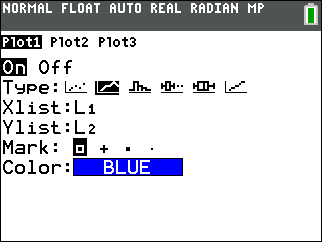 NORMAL FLOAT AUTO REAL RADIAN MP
Plot1 Plot2 Plot3
On Off
Type:
Xlist:L1
Ylist:L2
Mark: □ + ▪ ·
Color: BLUE